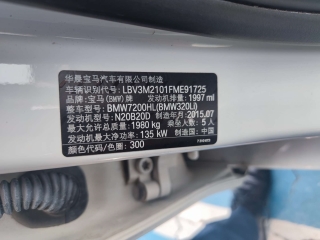 华晨宝马汽车有限公司制造
车辆识别代号: LBV3M2101FME91725
品牌: 宝马(BMW)牌 发动机排量: 1997 ml
整车型号: BMW7200HL(BMW320Li)
发动机型号: N20B20D 制造年月: 2015.07
最大允许总质量: 1980 kg 乘坐人数: 5 人
发动机最大净功率: 135 kW 制造国: 中国
颜色代码/色圈: 300